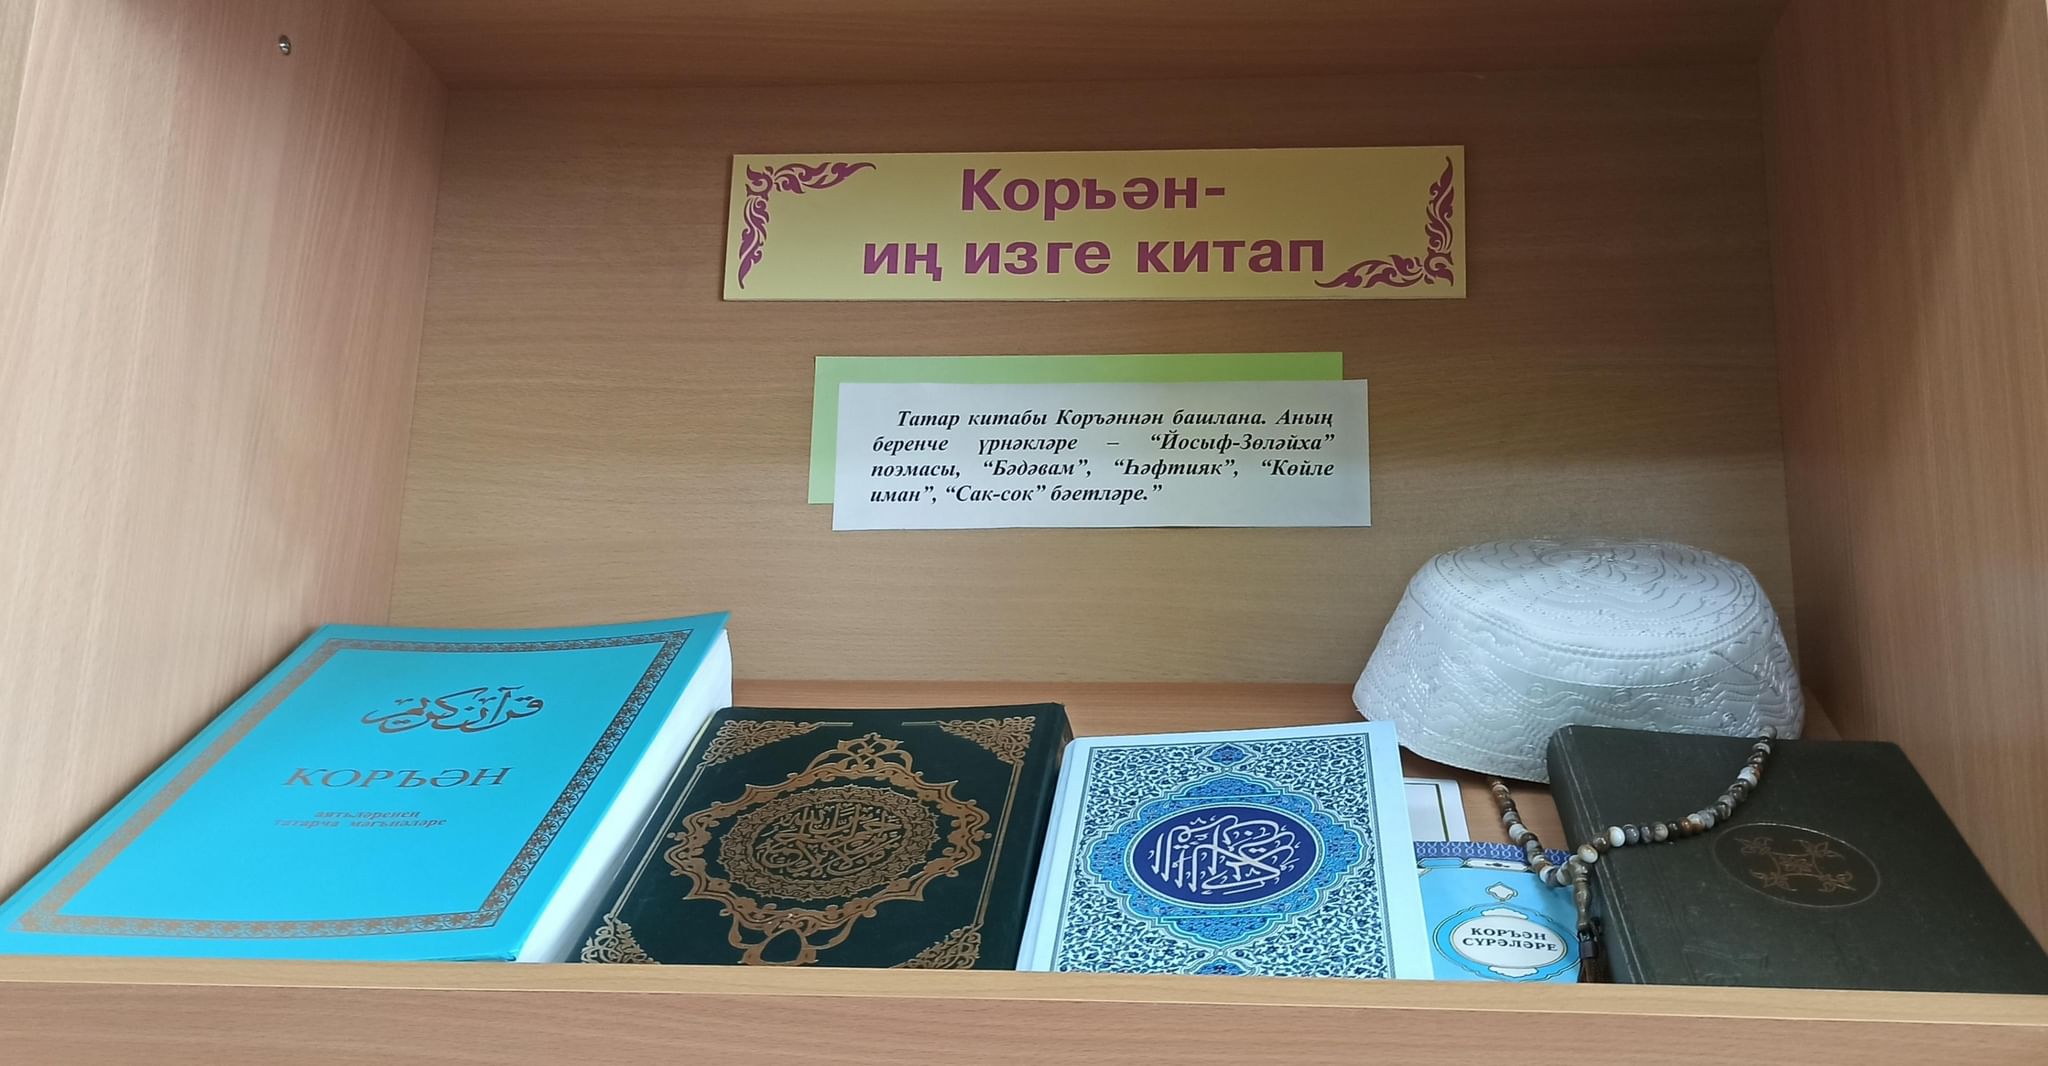 Коръән-
иң изге китап
Татар китабы Коръәннән башлана. Аның
беренче үрнәкләре – “Йосыф-Зөләйха”
поэмасы, “Бәдәвам”, “Һәфтияк”, “Көйле
иман”, “Сак-сок” бәетләре.”
قرآن کریم
КОРЪӘН
аятьләренең
татарча мәгънәләре
КОРЪӘН
СҮРӘЛӘРЕ